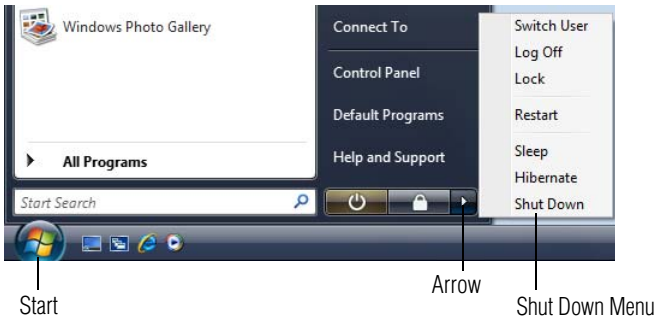 Windows Photo Gallery
All Programs
Start Search
Connect To
Control Panel
Default Programs
Help and Support
Switch User
Log Off
Lock
Restart
Sleep
Hibernate
Shut Down
Start
Arrow
Shut Down Menu